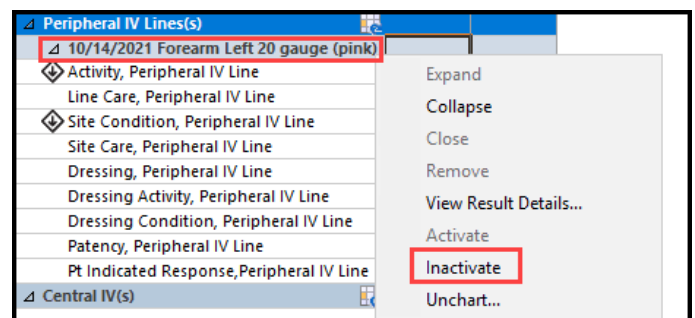 Peripheral IV Lines(s)
10/14/2021 Forearm Left 20 gauge (pink)
Activity, Peripheral IV Line
Line Care, Peripheral IV Line
Site Condition, Peripheral IV Line
Site Care, Peripheral IV Line
Dressing, Peripheral IV Line
Dressing Activity, Peripheral IV Line
Dressing Condition, Peripheral IV Line
Patency, Peripheral IV Line
Pt Indicated Response,Peripheral IV Line
Central IV(s)
Expand
Collapse
Close
Remove
View Result Details...
Activate
Inactivate
Unchart...